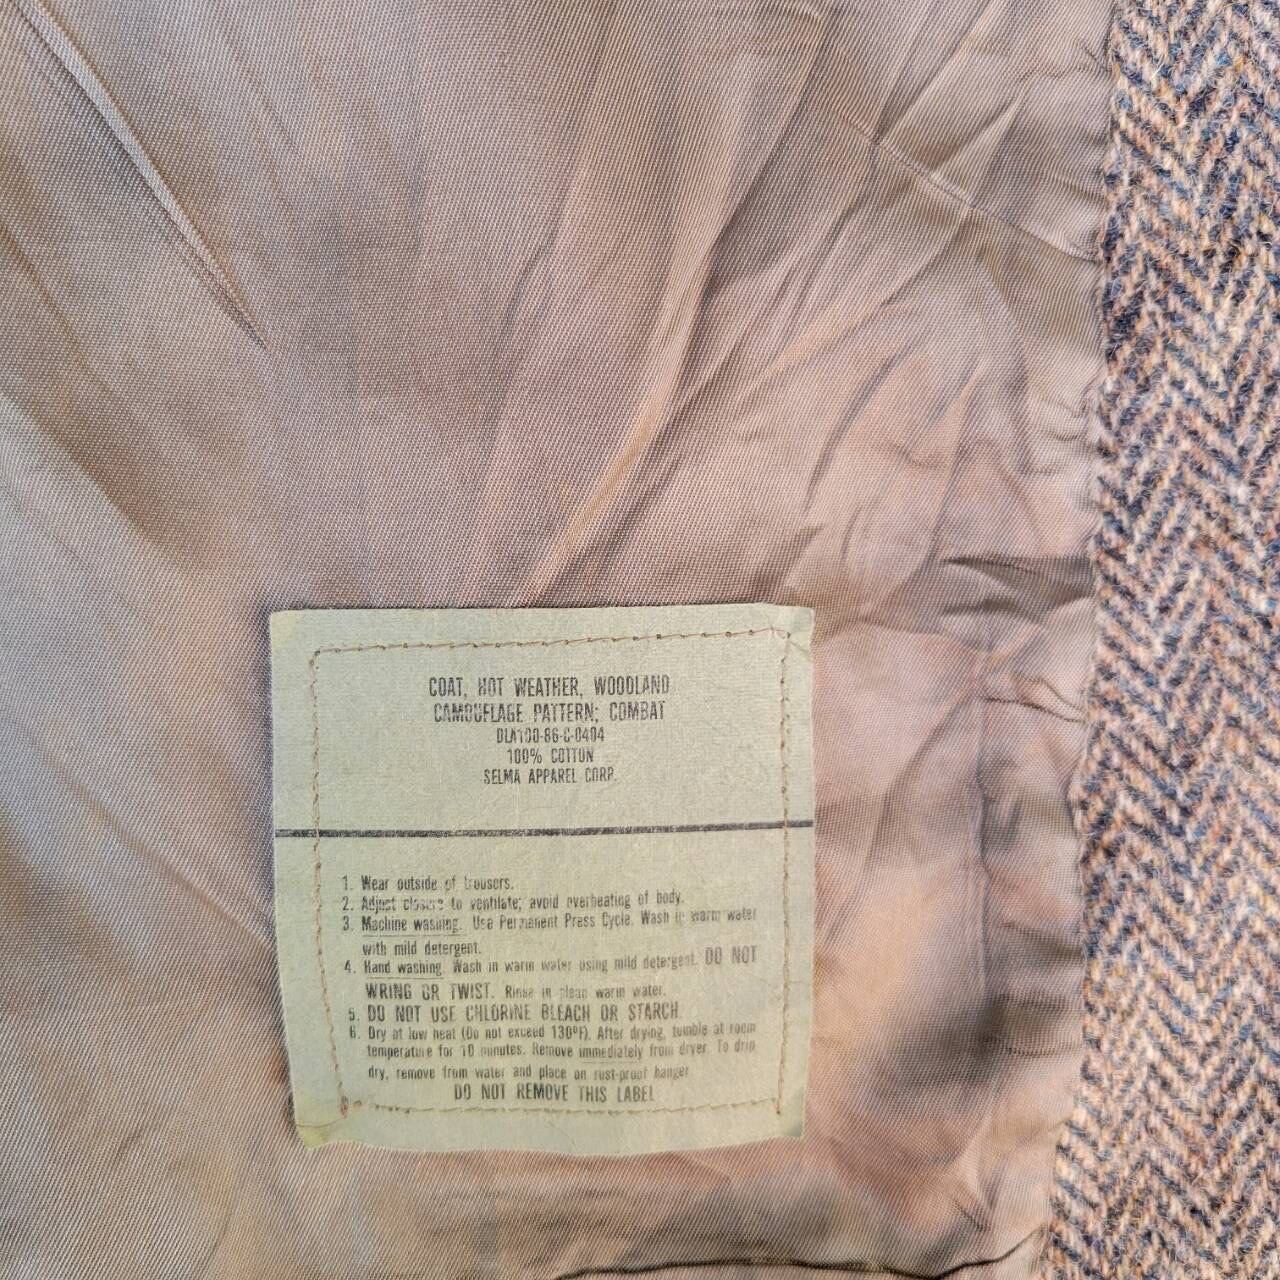 COAT, HOT WEATHER, WOODLAND
CAMOUFLAGE PATTERN; COMBAT
DLA100-86-C-0404
100% COTTON
SELMA APPAREL CORP.
1. Wear outside of trousers.
2. Adjust closure to ventilate; avoid overheating of body.
3. Machine washing. Use Permanent Press Cycle. Wash in warm water
with mild detergent.
4. Hand washing. Wash in warm water using mild detergent. DO NOT
WRING OR TWIST. Rinse in clean warm water.
5. DO NOT USE CHLORINE BLEACH OR STARCH.
6. Dry at low heat (Do not exceed 130°F). After drying, tumble at room
temperature for 10 minutes. Remove immediately from dryer. To drip
dry, remove from water and place on rust-proof hanger.
DO NOT REMOVE THIS LABEL